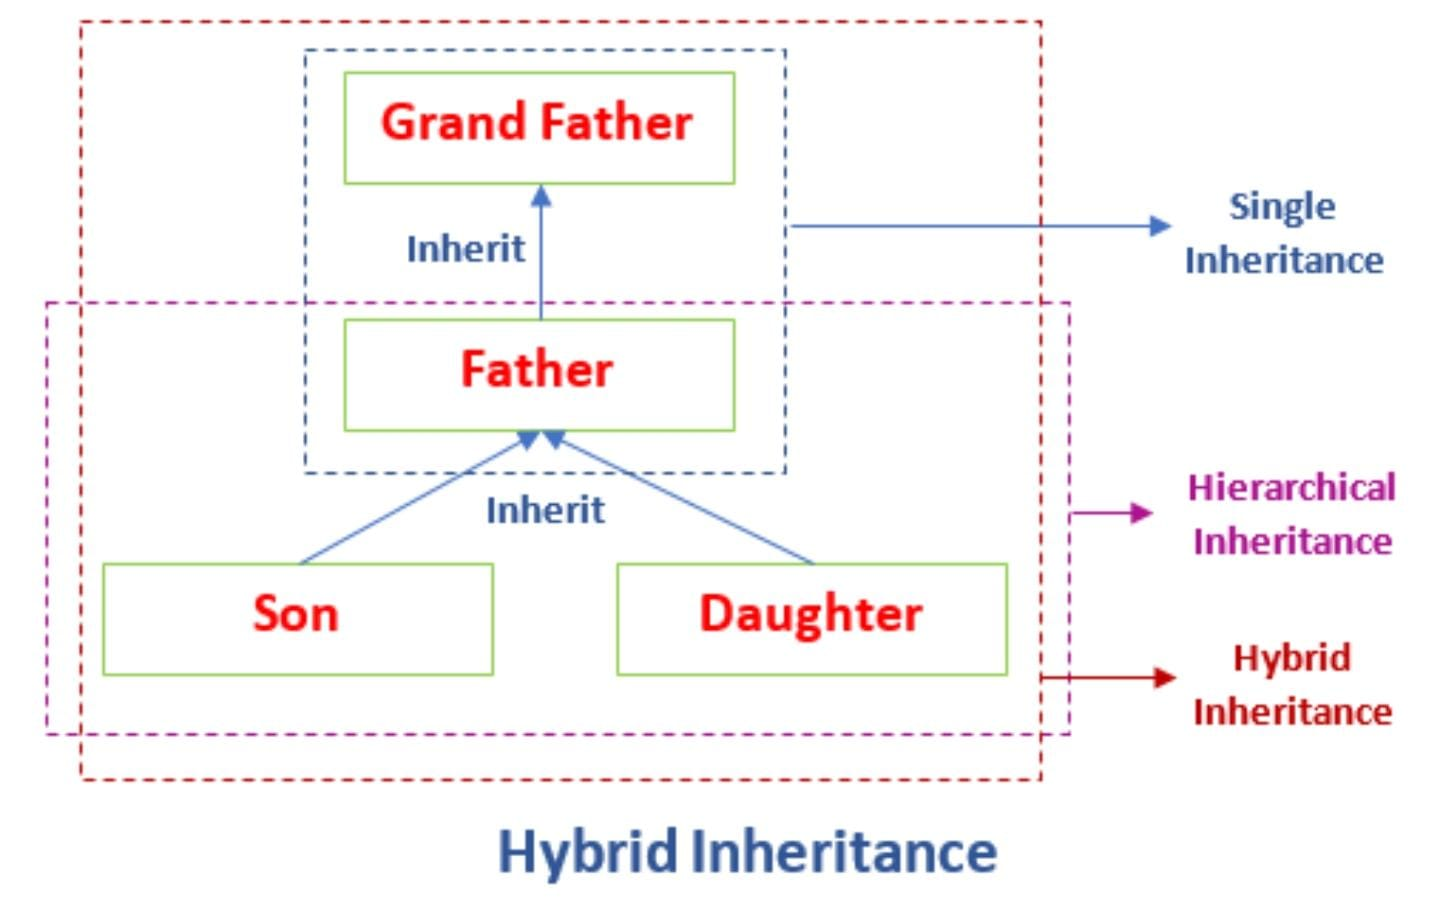 Grand Father
Inherit
Single
Inheritance
Father
Inherit
Hierarchical
Inheritance
Son
Daughter
Hybrid
Inheritance
Hybrid Inheritance